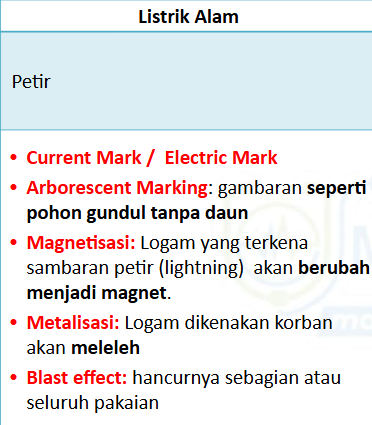 Listrik Alam
Petir
• Current Mark / Electric Mark
• Arborescent Marking: gambaran seperti
pohon gundul tanpa daun
• Magnetisasi: Logam yang terkena
sambaran petir (lightning) akan berubah
menjadi magnet.
• Metalisasi: Logam dikenakan korban
akan meleleh
• Blast effect: hancurnya sebagian atau
seluruh pakaian